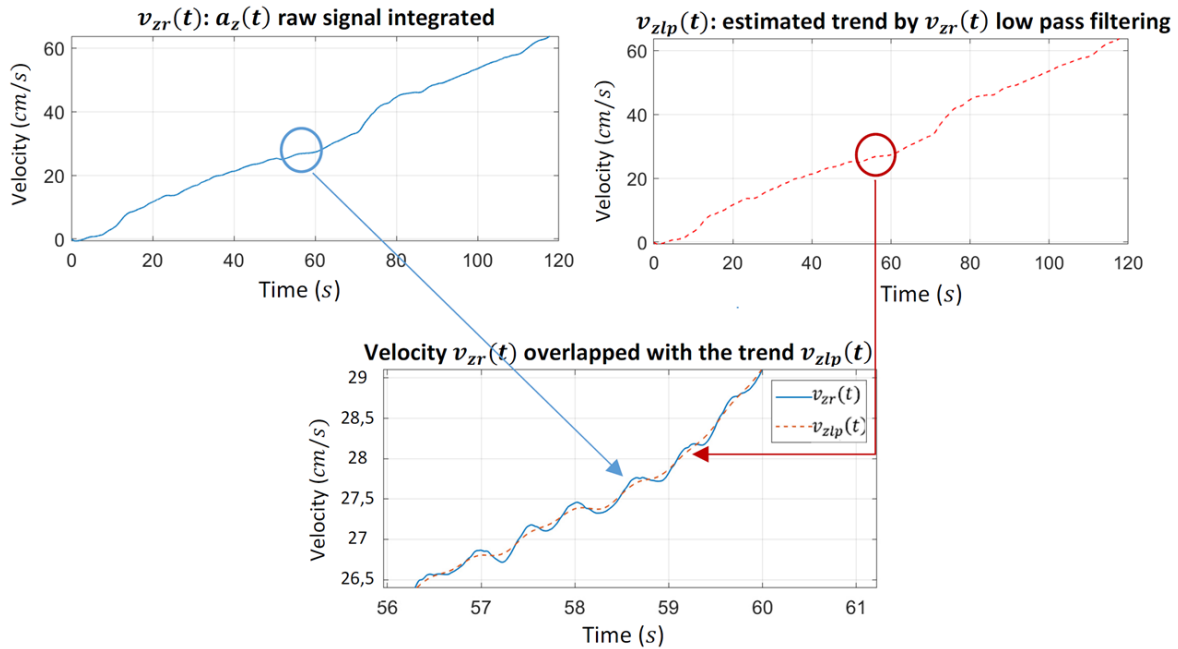 v_zr(t): a_z(t) raw signal integrated
60
40
20
0
Velocity (cm/s)
0 20 40 60 80 100 120
Time (s)
v_zlp(t): estimated trend by v_zr(t) low pass filtering
60
40
20
0
Velocity (cm/s)
0 20 40 60 80 100 120
Time (s)
Velocity v_zr(t) overlapped with the trend v_zlp(t)
29
28,5
28
27,5
27
26,5
Velocity (cm/s)
v_zr(t)
v_zlp(t)
56 57 58 59 60 61
Time (s)